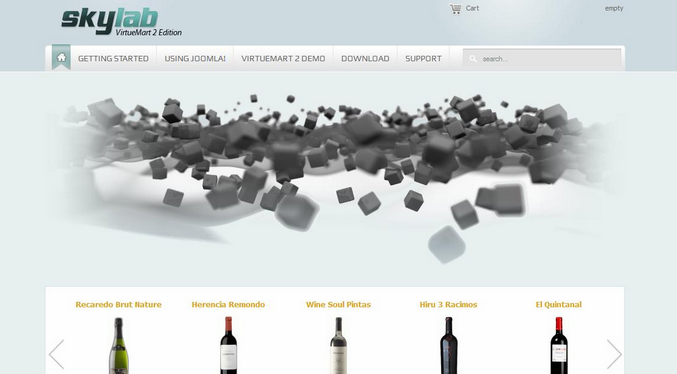 skylab
VirtueMart 2 Edition
Cart
empty
GETTING STARTED
USING JOOMLA!
VIRTUEMART 2 DEMO
DOWNLOAD
SUPPORT
search...
Recaredo Brut Nature
Herencia Remondo
Wine Soul Pintas
Hiru 3 Racimos
El Quintanal